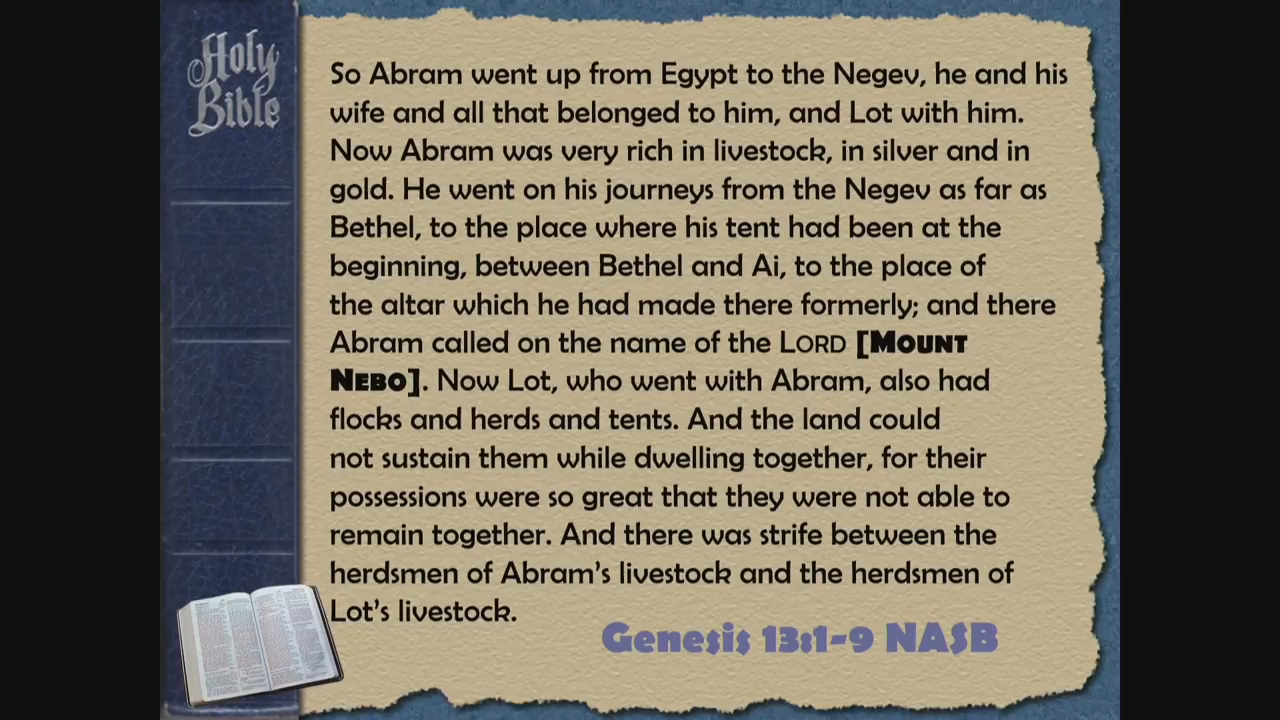 Holy
Bible
So Abram went up from Egypt to the Negev, he and his
wife and all that belonged to him, and Lot with him.
Now Abram was very rich in livestock, in silver and in
gold. He went on his journeys from the Negev as far as
Bethel, to the place where his tent had been at the
beginning, between Bethel and Ai, to the place of
the altar which he had made there formerly; and there
Abram called on the name of the LORD [MOUNT
NEBO]. Now Lot, who went with Abram, also had
flocks and herds and tents. And the land could
not sustain them while dwelling together, for their
possessions were so great that they were not able to
remain together. And there was strife between the
herdsmen of Abram’s livestock and the herdsmen of
Lot’s livestock.
Genesis 13:1-9 NASB